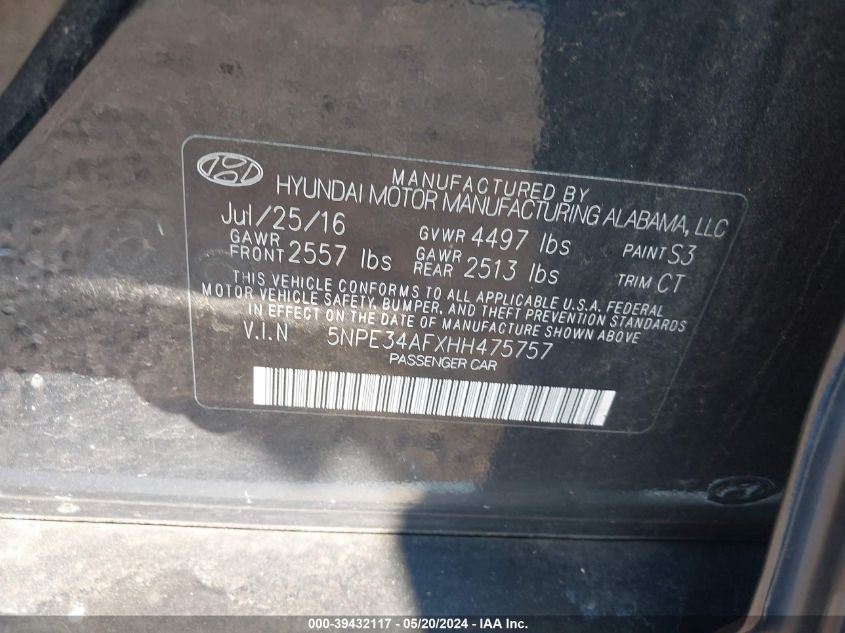 MANUFACTURED BY
HYUNDAI MOTOR MANUFACTURING ALABAMA, LLC
Jul/25/16 GVWR 4497 lbs PAINT S3
GAWR FRONT 2557 lbs GAWR REAR 2513 lbs TRIM CT
THIS VEHICLE CONFORMS TO ALL APPLICABLE U.S.A. FEDERAL
MOTOR VEHICLE SAFETY, BUMPER, AND THEFT PREVENTION STANDARDS
IN EFFECT ON THE DATE OF MANUFACTURE SHOWN ABOVE
V.I.N 5NPE34AFXHH475757
PASSENGER CAR
000-39432117 - 05/20/2024 - IAA Inc.